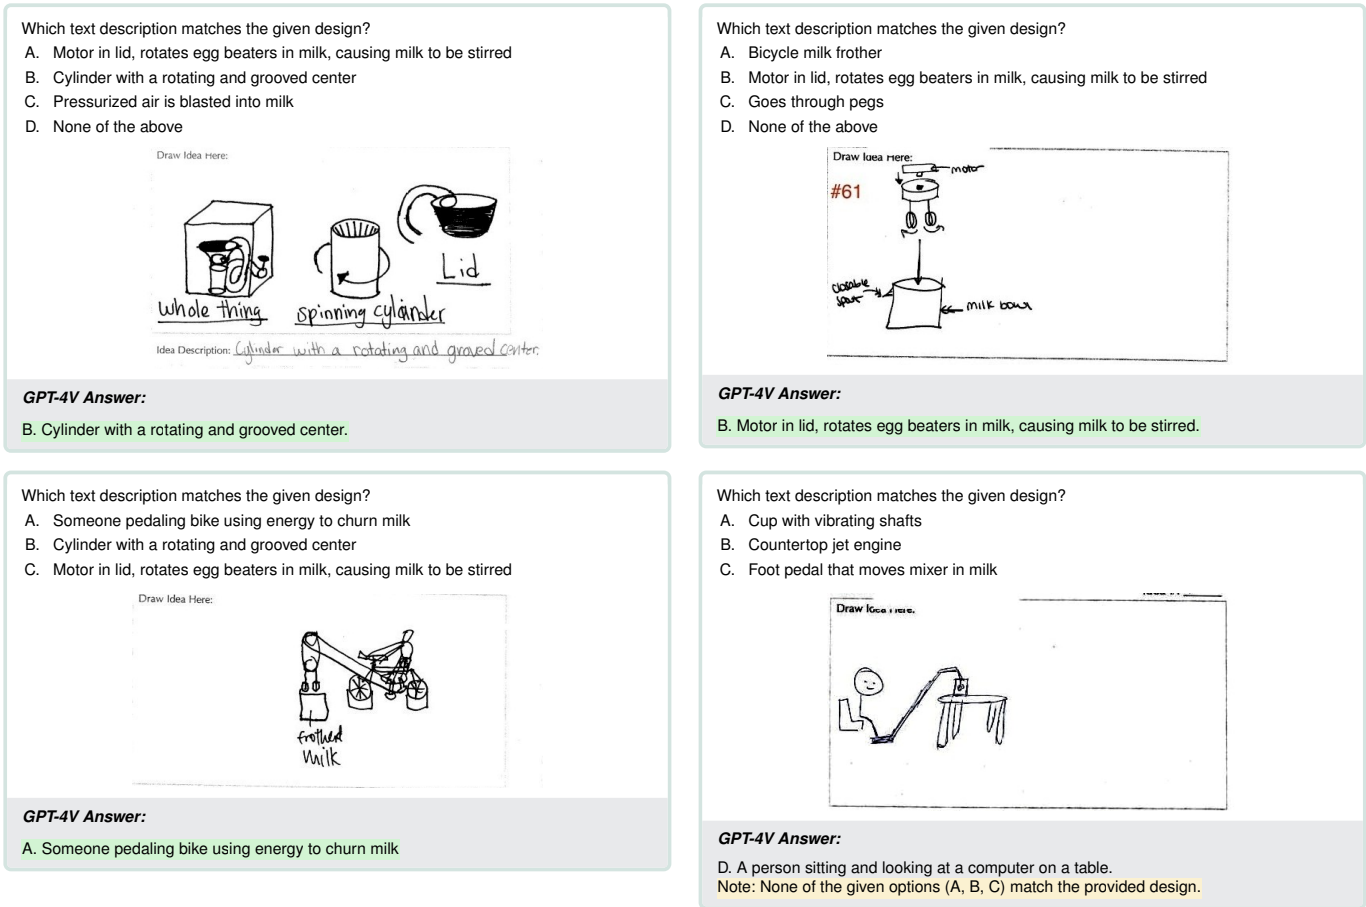 Which text description matches the given design?
A. Motor in lid, rotates egg beaters in milk, causing milk to be stirred
B. Cylinder with a rotating and grooved center
C. Pressurized air is blasted into milk
D. None of the above
Draw Idea Here:
whole thing
spinning cylinder
Lid
Idea Description: Cylinder with a rotating and groved center.
GPT-4V Answer:
B. Cylinder with a rotating and grooved center.
Which text description matches the given design?
A. Bicycle milk frother
B. Motor in lid, rotates egg beaters in milk, causing milk to be stirred
C. Goes through pegs
D. None of the above
Draw Idea Here:
motor
#61
closable
spout
milk bowl
GPT-4V Answer:
B. Motor in lid, rotates egg beaters in milk, causing milk to be stirred.
Which text description matches the given design?
A. Someone pedaling bike using energy to churn milk
B. Cylinder with a rotating and grooved center
C. Motor in lid, rotates egg beaters in milk, causing milk to be stirred
Draw Idea Here:
frothed
Milk
GPT-4V Answer:
A. Someone pedaling bike using energy to churn milk
Which text description matches the given design?
A. Cup with vibrating shafts
B. Countertop jet engine
C. Foot pedal that moves mixer in milk
Draw Idea Here:
GPT-4V Answer:
D. A person sitting and looking at a computer on a table.
Note: None of the given options (A, B, C) match the provided design.